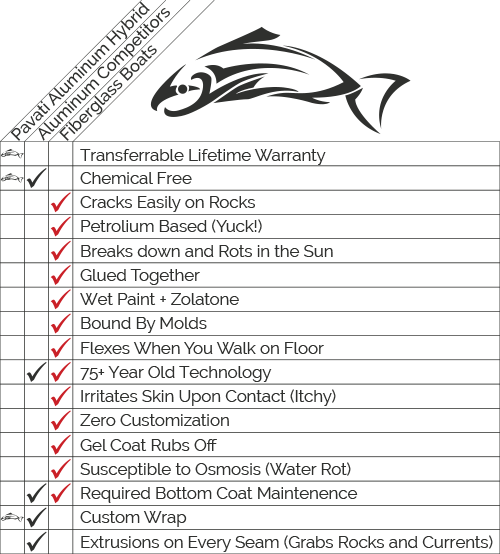 Pavati Aluminum Hybrid
Aluminum Competitors
Fiberglass Boats
Transferrable Lifetime Warranty
Chemical Free
Cracks Easily on Rocks
Petrolium Based (Yuck!)
Breaks down and Rots in the Sun
Glued Together
Wet Paint + Zolatone
Bound By Molds
Flexes When You Walk on Floor
75+ Year Old Technology
Irritates Skin Upon Contact (Itchy)
Zero Customization
Gel Coat Rubs Off
Susceptible to Osmosis (Water Rot)
Required Bottom Coat Maintenence
Custom Wrap
Extrusions on Every Seam (Grabs Rocks and Currents)